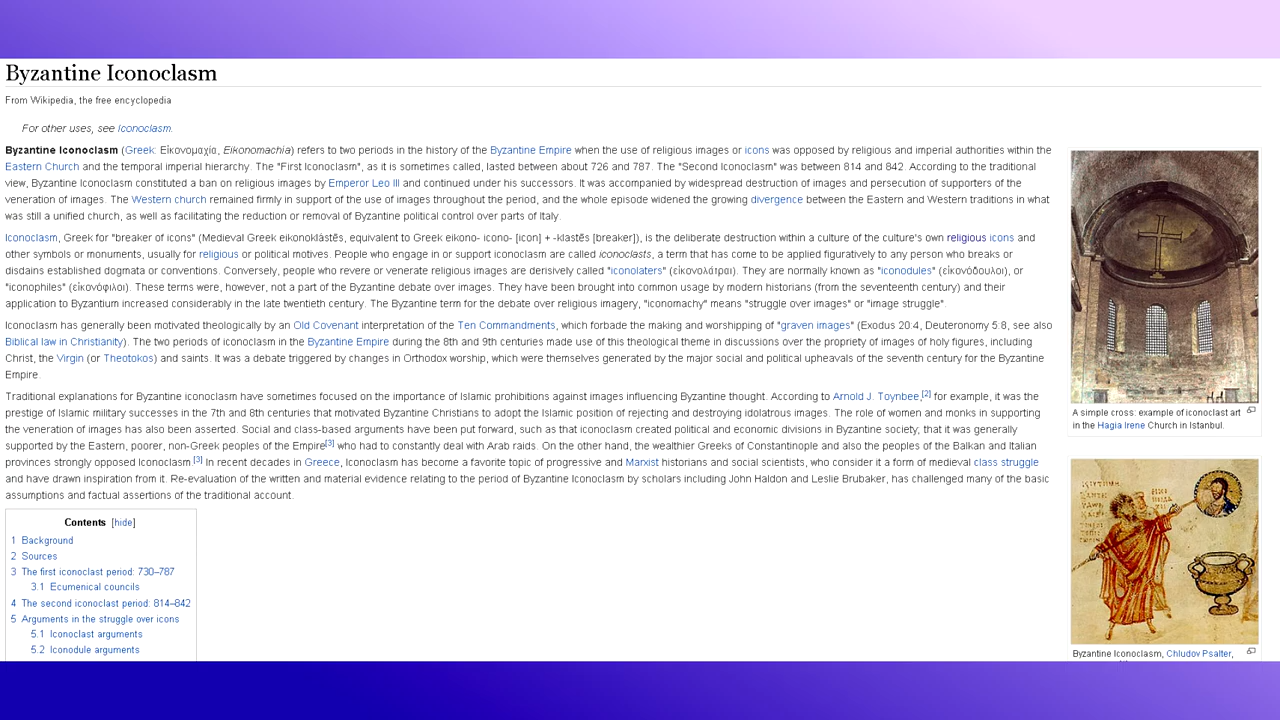 Byzantine Iconoclasm
From Wikipedia, the free encyclopedia
For other uses, see Iconoclasm.
Byzantine Iconoclasm (Greek: Εἰκονομαχία, Eikonomachia) refers to two periods in the history of the Byzantine Empire when the use of religious images or icons was opposed by religious and imperial authorities within the
Eastern Church and the temporal imperial hierarchy. The "First Iconoclasm", as it is sometimes called, lasted between about 726 and 787. The "Second Iconoclasm" was between 814 and 842. According to the traditional
view, Byzantine Iconoclasm constituted a ban on religious images by Emperor Leo III and continued under his successors. It was accompanied by widespread destruction of images and persecution of supporters of the
veneration of images. The Western church remained firmly in support of the use of images throughout the period, and the whole episode widened the growing divergence between the Eastern and Western traditions in what
was still a unified church, as well as facilitating the reduction or removal of Byzantine political control over parts of Italy.
Iconoclasm, Greek for "breaker of icons" (Medieval Greek eikonoklástēs, equivalent to Greek eikono- icono- [icon] + -klastēs [breaker]), is the deliberate destruction within a culture of the culture's own religious icons and
other symbols or monuments, usually for religious or political motives. People who engage in or support iconoclasm are called iconoclasts, a term that has come to be applied figuratively to any person who breaks or
disdains established dogmata or conventions. Conversely, people who revere or venerate religious images are derisively called "iconolaters" (εἰκονολάτραι). They are normally known as "iconodules" (εἰκονόδουλοι), or
"iconophiles" (εἰκονόφιλοι). These terms were, however, not a part of the Byzantine debate over images. They have been brought into common usage by modern historians (from the seventeenth century) and their
application to Byzantium increased considerably in the late twentieth century. The Byzantine term for the debate over religious imagery, "iconomachy" means "struggle over images" or "image struggle".
Iconoclasm has generally been motivated theologically by an Old Covenant interpretation of the Ten Commandments, which forbade the making and worshipping of "graven images" (Exodus 20:4, Deuteronomy 5:8, see also
Biblical law in Christianity). The two periods of iconoclasm in the Byzantine Empire during the 8th and 9th centuries made use of this theological theme in discussions over the propriety of images of holy figures, including
Christ, the Virgin (or Theotokos) and saints. It was a debate triggered by changes in Orthodox worship, which were themselves generated by the major social and political upheavals of the seventh century for the Byzantine
Empire.
Traditional explanations for Byzantine iconoclasm have sometimes focused on the importance of Islamic prohibitions against images influencing Byzantine thought. According to Arnold J. Toynbee,[2] for example, it was the
prestige of Islamic military successes in the 7th and 8th centuries that motivated Byzantine Christians to adopt the Islamic position of rejecting and destroying idolatrous images. The role of women and monks in supporting
the veneration of images has also been asserted. Social and class-based arguments have been put forward, such as that iconoclasm created political and economic divisions in Byzantine society; that it was generally
supported by the Eastern, poorer, non-Greek peoples of the Empire[3] who had to constantly deal with Arab raids. On the other hand, the wealthier Greeks of Constantinople and also the peoples of the Balkan and Italian
provinces strongly opposed Iconoclasm.[3] In recent decades in Greece, Iconoclasm has become a favorite topic of progressive and Marxist historians and social scientists, who consider it a form of medieval class struggle
and have drawn inspiration from it. Re-evaluation of the written and material evidence relating to the period of Byzantine Iconoclasm by scholars including John Haldon and Leslie Brubaker, has challenged many of the basic
assumptions and factual assertions of the traditional account.
Contents [hide]
1 Background
2 Sources
3 The first iconoclast period: 730–787
3.1 Ecumenical councils
4 The second iconoclast period: 814–842
5 Arguments in the struggle over icons
5.1 Iconoclast arguments
5.2 Iconodule arguments
A simple cross: example of iconoclast art
in the Hagia Irene Church in Istanbul.
Byzantine Iconoclasm, Chludov Psalter,